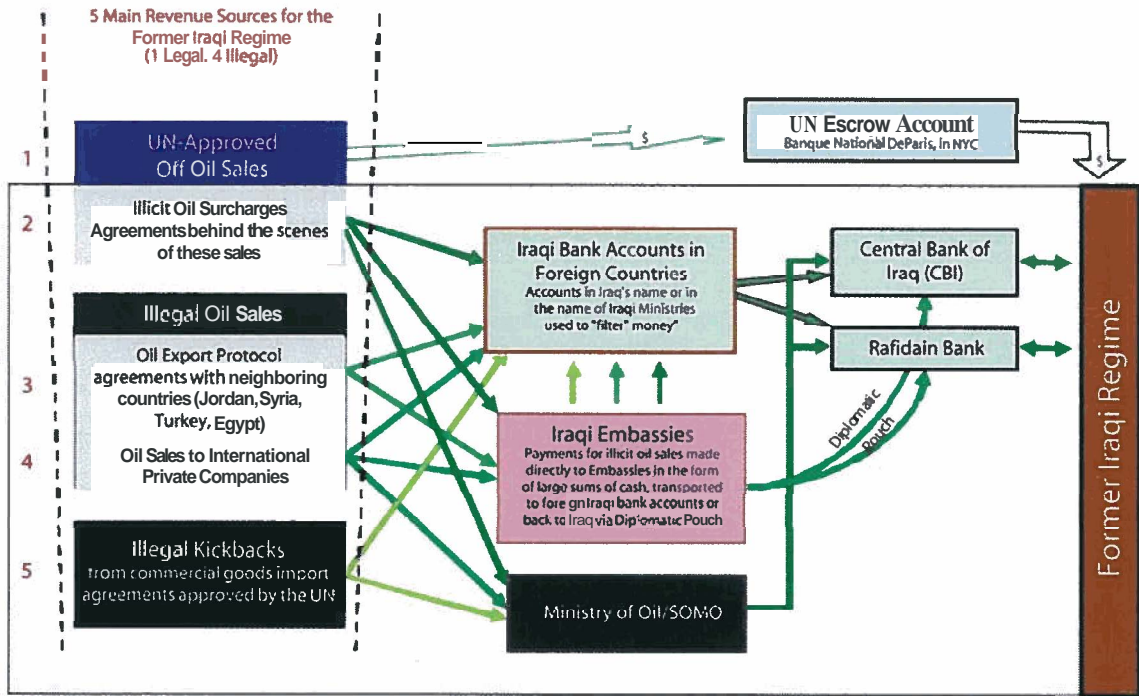 5 Main Revenue Sources for the
Former Iraqi Regime
(1 Legal. 4 Illegal)
1
UN-Approved
Off Oil Sales
$
UN Escrow Account
Banque National DeParis, in NYC
$
2
Illicit Oil Surcharges
Agreements behind the scenes
of these sales
Illegal Oil Sales
3
Oil Export Protocol
agreements with neighboring
countries (Jordan, Syria,
Turkey, Egypt)
4
Oil Sales to International
Private Companies
5
Illegal Kickbacks
from commercial goods import
agreements approved by the UN
Iraqi Bank Accounts in
Foreign Countries
Accounts in Iraq's name or in
the name of Iraqi Ministries
used to "filter" money"
Iraqi Embassies
Payments for illicit oil sales made
directly to Embassies in the form
of large sums of cash, transported
to fore gn Iraqi bank accounts or
back to Iraq via Diplomatic Pouch
Ministry of Oil/SOMO
Central Bank of
Iraq (CBI)
Rafidain Bank
Diplomatic
Pouch
Former Iraqi Regime